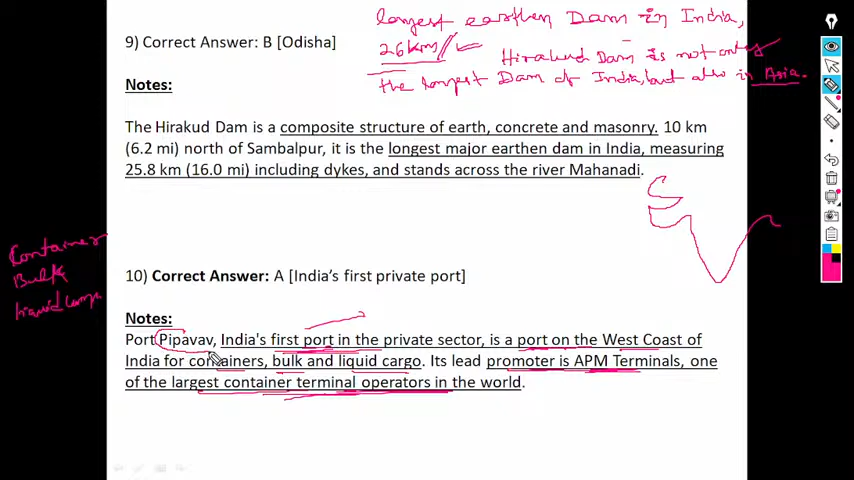 largest earthen Dam in India,
26kms
Hirakud Dam is not only
the longest Dam of India, but also in Asia.
9) Correct Answer: B [Odisha]
Notes:
The Hirakud Dam is a composite structure of earth, concrete and masonry. 10 km
(6.2 mi) north of Sambalpur, it is the longest major earthen dam in India, measuring
25.8 km (16.0 mi) including dykes, and stands across the river Mahanadi.
Container
Bulk
liquid
10) Correct Answer: A [India’s first private port]
Notes:
Port Pipavav, India's first port in the private sector, is a port on the West Coast of
India for containers, bulk and liquid cargo. Its lead promoter is APM Terminals, one
of the largest container terminal operators in the world.